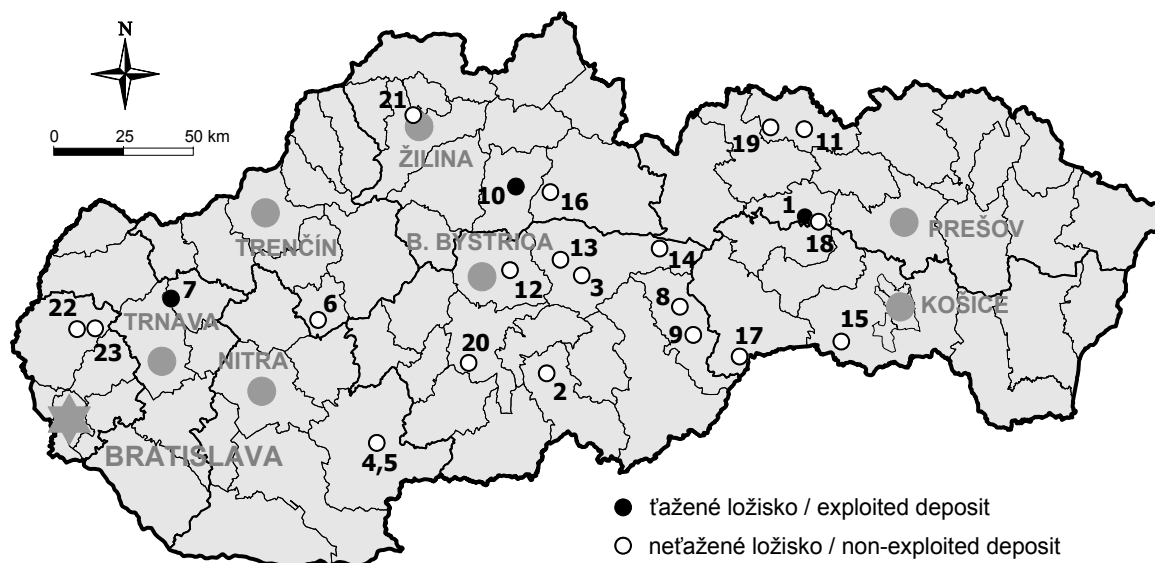 N
0 25 50 km
21
ŽILINA
19
11
10
16
1
18
PREŠOV
TRENČÍN
B. BYSTRICA
13
14
12
3
7
6
8
22
TRNAVA
23
9
15
KOŠICE
17
NITRA
20
2
4,5
BRATISLAVA
ťažené ložisko / exploited deposit
neťažené ložisko / non-exploited deposit